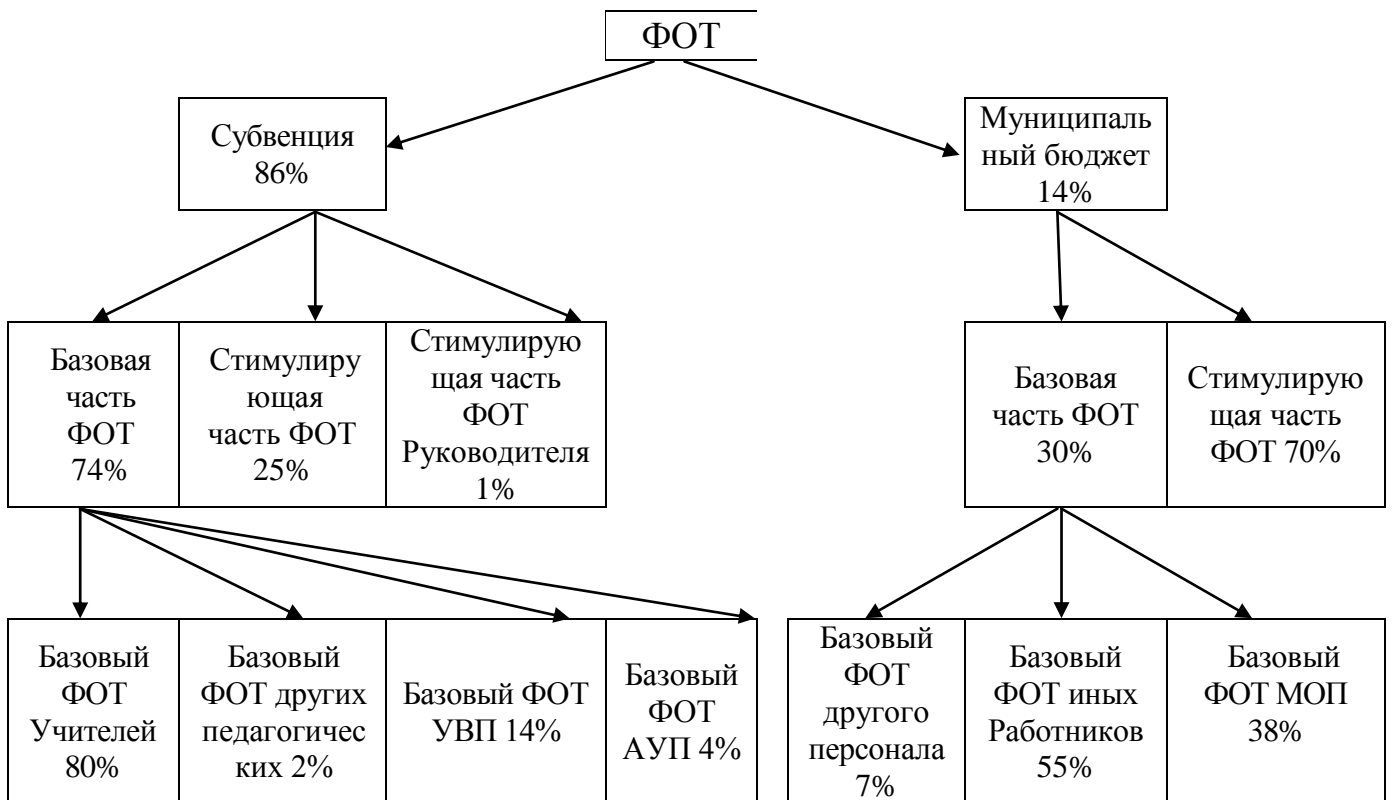 ФОТ
Субвенция
86%
Муниципаль
ный бюджет
14%
Базовая
часть
ФОТ
74%
Стимулиру
ющая
часть ФОТ
25%
Стимулирую
щая часть
ФОТ
Руководителя
1%
Базовая
часть ФОТ
30%
Стимулирую
щая часть
ФОТ 70%
Базовый
ФОТ
Учителей
80%
Базовый
ФОТ других
педагогичес
ких 2%
Базовый ФОТ
УВП 14%
Базовый
ФОТ
АУП 4%
Базовый
ФОТ
другого
персонала
7%
Базовый
ФОТ иных
Работников
55%
Базовый
ФОТ МОП
38%